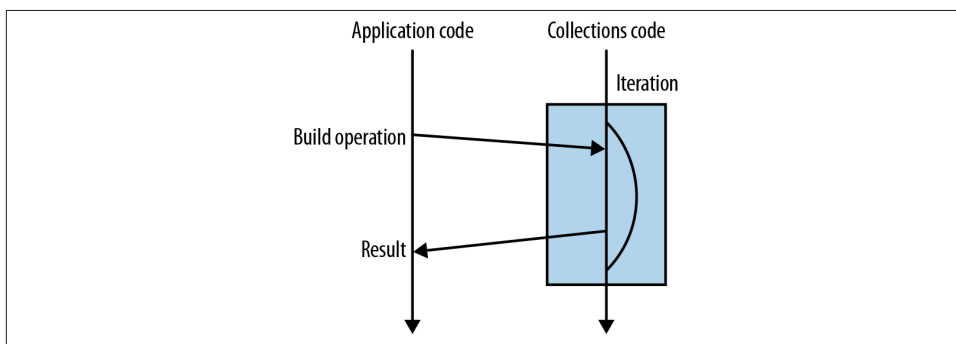 Application code
Collections code
Iteration
Build operation
Result